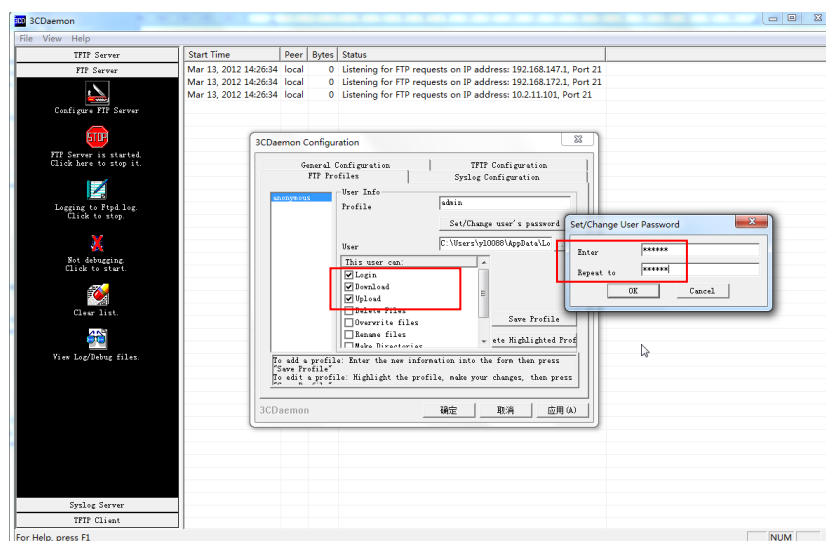 3CDaemon
File View Help
TFTP Server
FTP Server
Configure FTP Server
STOP
FTP Server is started.
Click here to stop it.
Logging to Ftpd.log.
Click to stop.
Not debugging.
Click to start.
Clear list.
View Log/Debug files.
Syslog Server
TFTP Client
Start Time Peer Bytes Status
Mar 13, 2012 14:26:34 local 0 Listening for FTP requests on IP address: 192.168.147.1, Port 21
Mar 13, 2012 14:26:34 local 0 Listening for FTP requests on IP address: 192.168.172.1, Port 21
Mar 13, 2012 14:26:34 local 0 Listening for FTP requests on IP address: 10.2.11.101, Port 21
3CDaemon Configuration
General Configuration TFTP Configuration
FTP Profiles Syslog Configuration
anonymous
User Info
Profile admin
Set/Change user's password
User C:\Users\yl0088\AppData\Lo
This user can:
Login
Download
Upload
Delete Files
Overwrite files
Rename files
Make Directories
Save Profile
ete Highlighted Prof
To add a profile: Enter the new information into the form then press
"Save Profile"
To edit a profile: Highlight the profile, make your changes, then press
3CDaemon
确定 取消 应用(A)
Set/Change User Password
Enter ******
Repeat to ******
OK Cancel
For Help, press F1
NUM